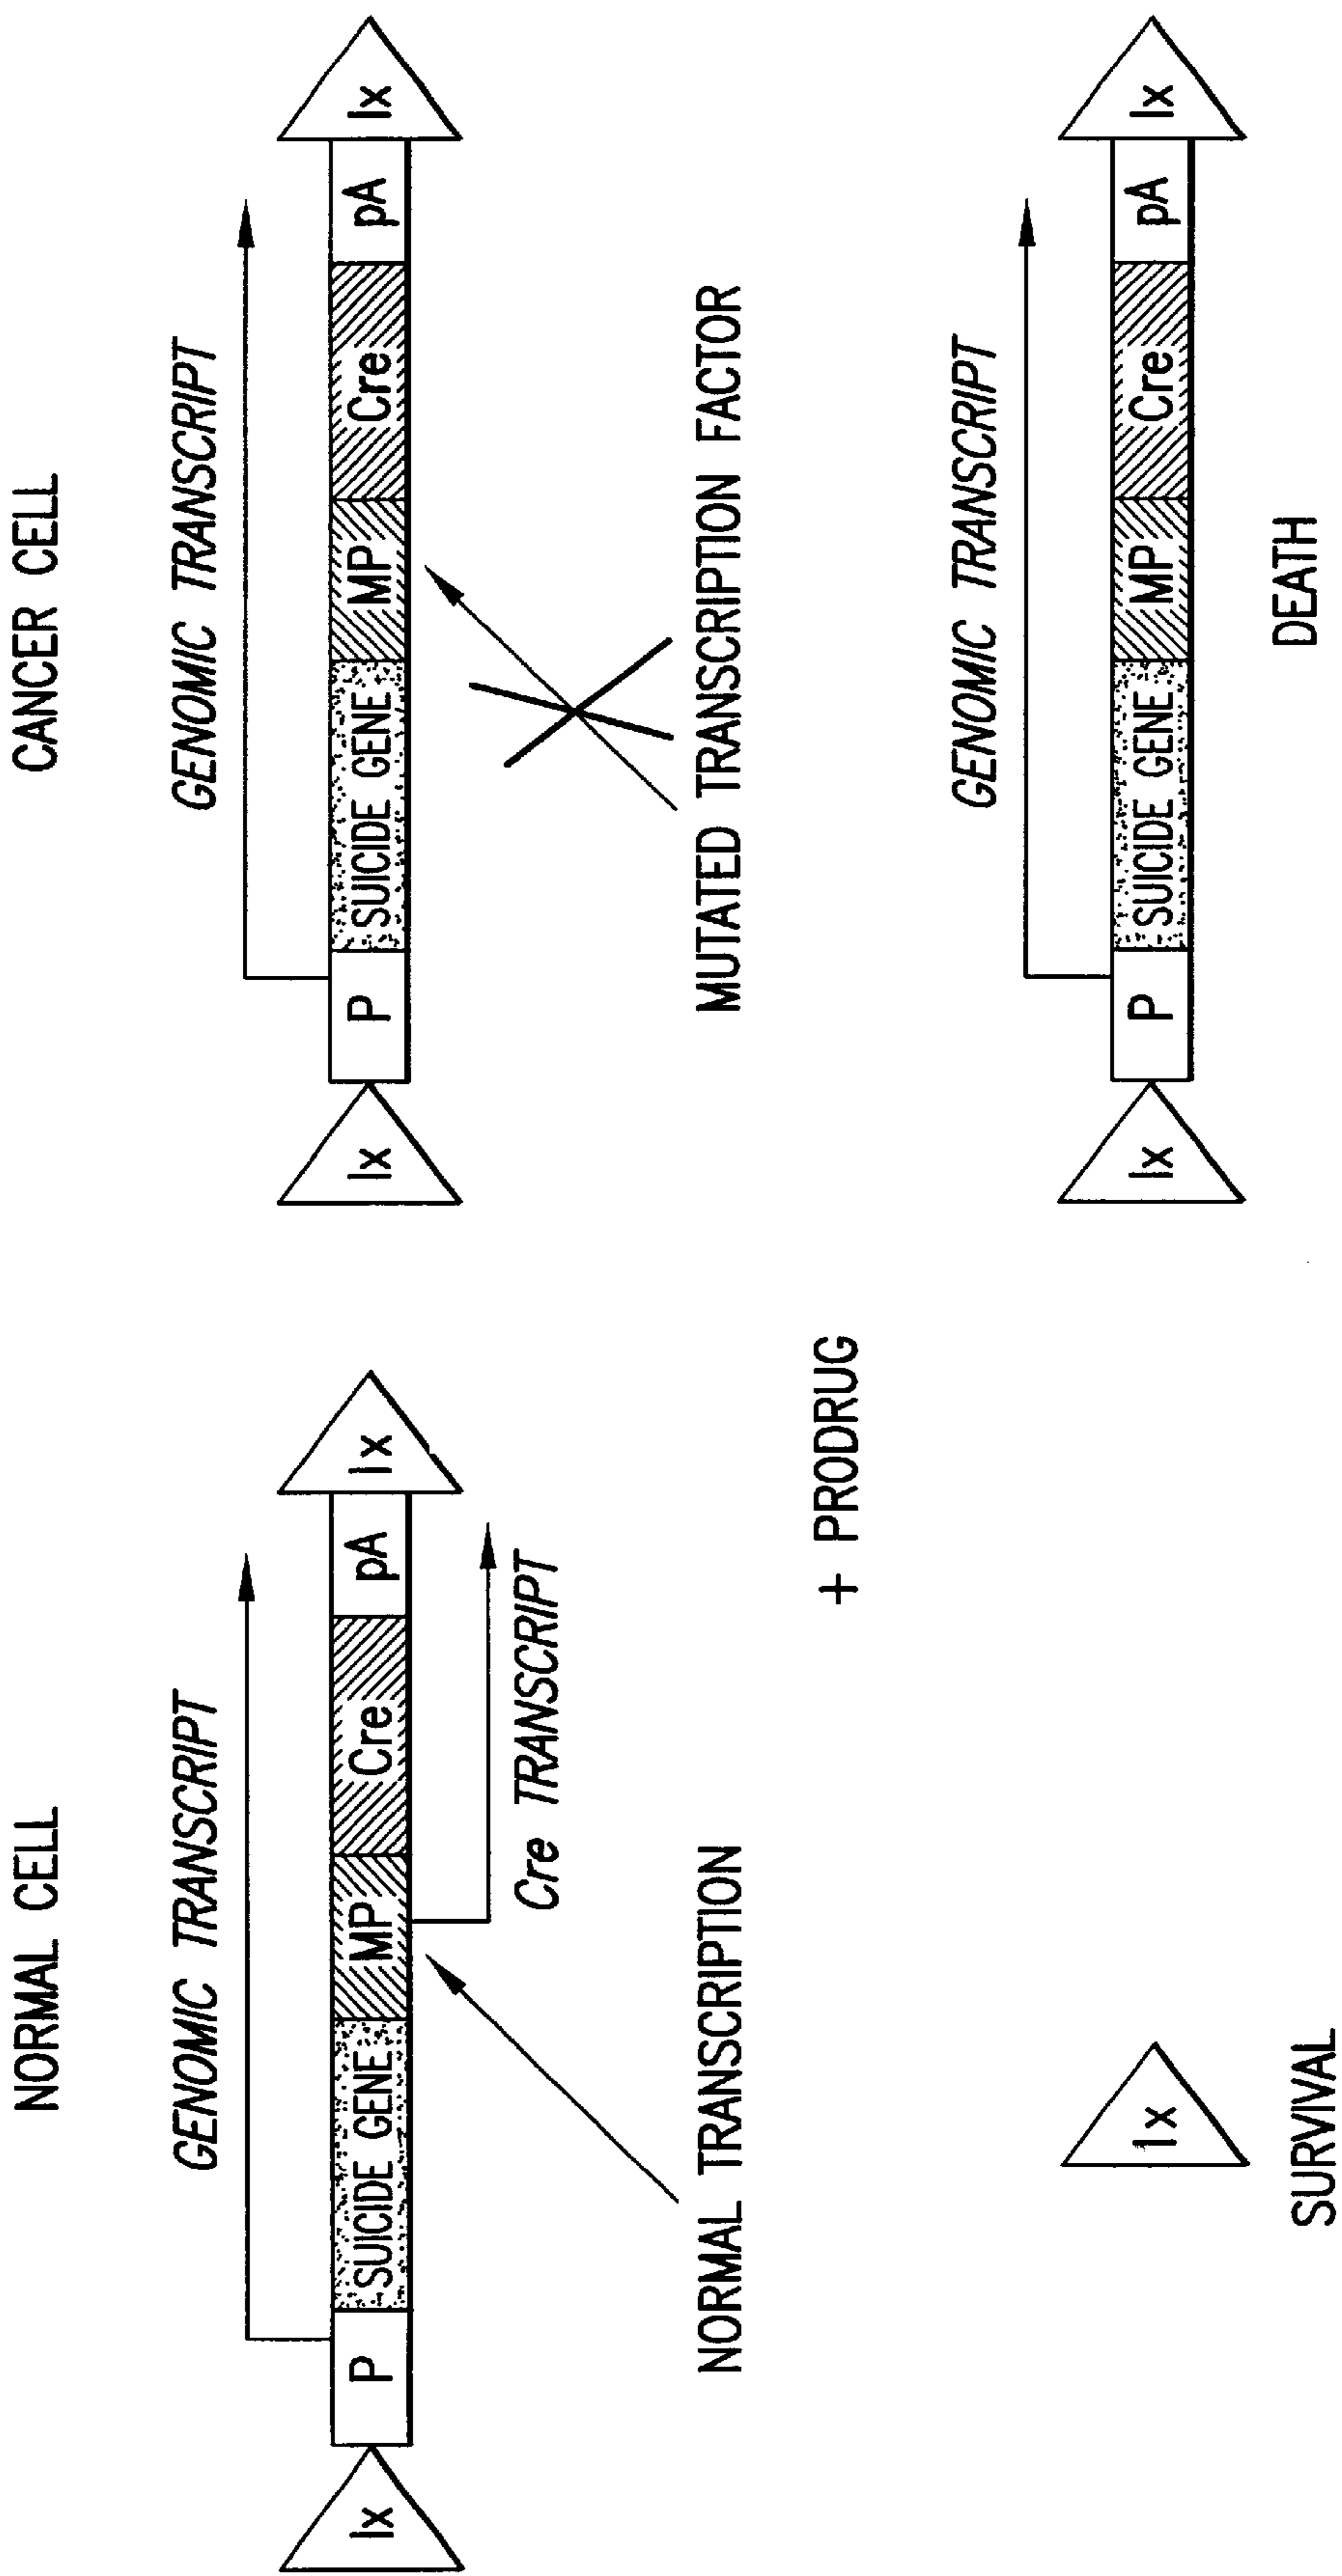 NORMAL CELL
CANCER CELL
GENOMIC TRANSCRIPT
GENOMIC TRANSCRIPT
lx P SUICIDE GENE MP Cre pA lx
lx P SUICIDE GENE MP Cre pA lx
Cre TRANSCRIPT
NORMAL TRANSCRIPTION
MUTATED TRANSCRIPTION FACTOR
+ PRODRUG
GENOMIC TRANSCRIPT
lx
lx P SUICIDE GENE MP Cre pA lx
SURVIVAL
DEATH